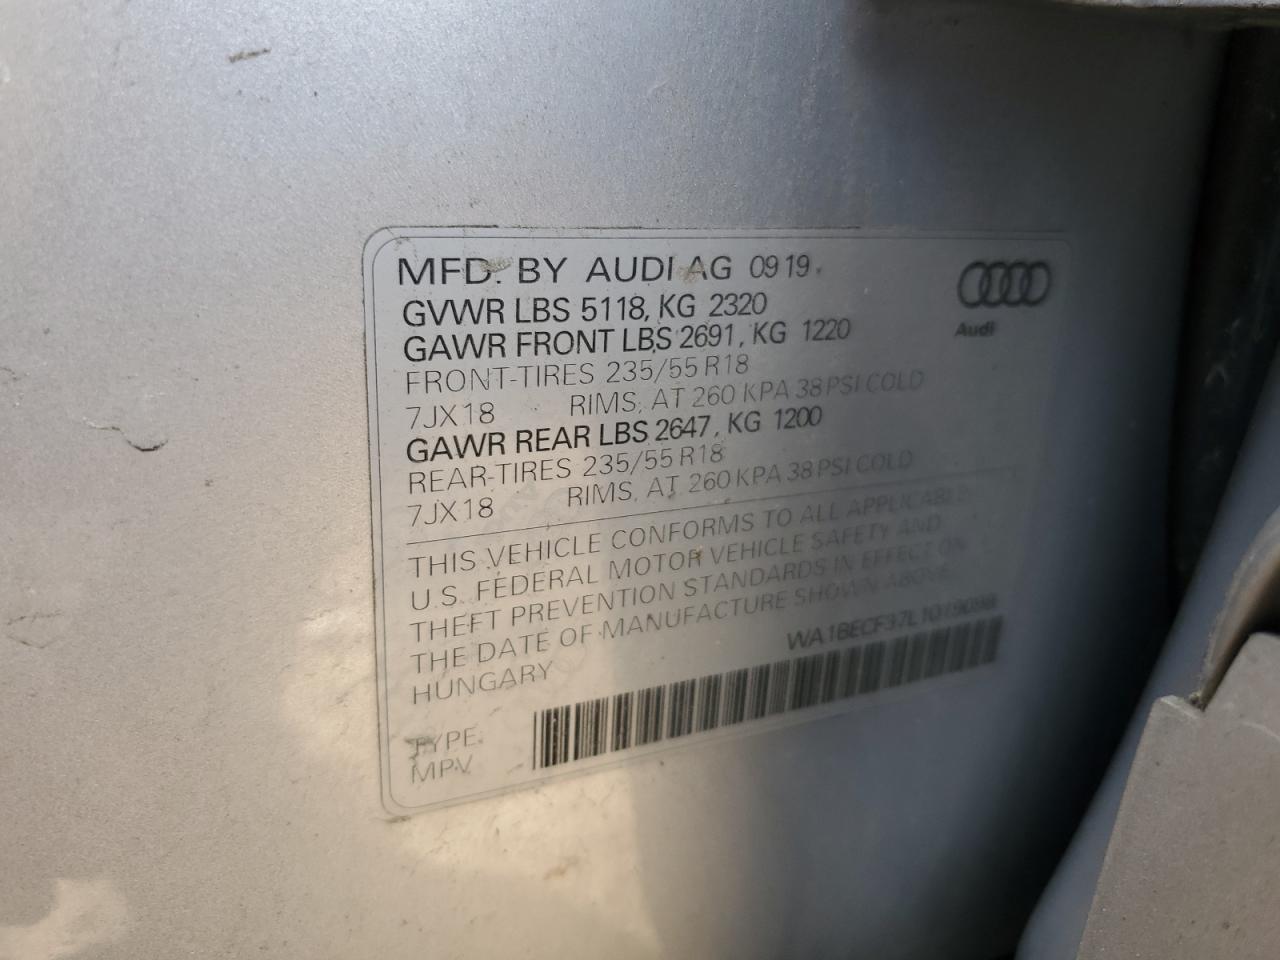 MFD. BY AUDI AG 09 19
GVWR LBS 5118, KG 2320
GAWR FRONT LBS 2691, KG 1220
FRONT-TIRES 235/55 R18
7JX18 RIMS, AT 260 KPA 38 PSI COLD
GAWR REAR LBS 2647, KG 1200
REAR-TIRES 235/55 R18
7JX18 RIMS, AT 260 KPA 38 PSI COLD
THIS VEHICLE CONFORMS TO ALL APPLICABLE
U.S. FEDERAL MOTOR VEHICLE SAFETY AND
THEFT PREVENTION STANDARDS IN EFFECT ON
THE DATE OF MANUFACTURE SHOWN ABOVE.
HUNGARY
WA1BECF37L1019098
TYPE:
MPV
Audi